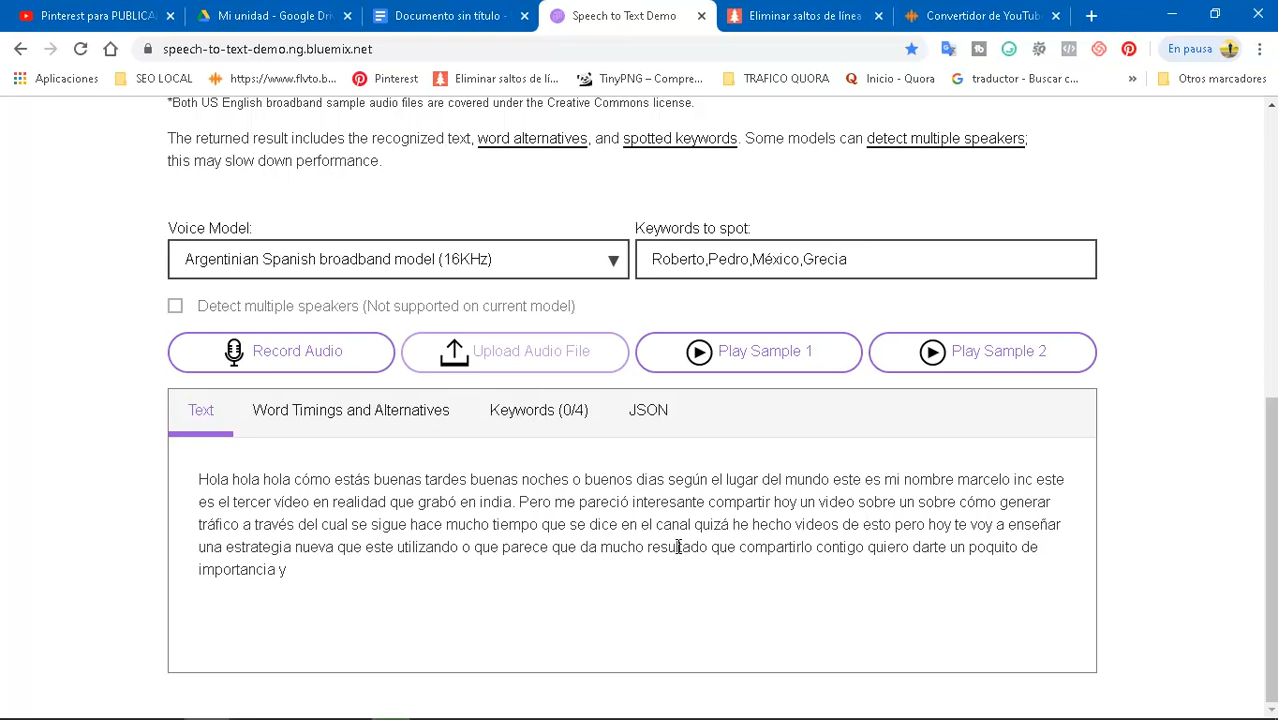 Pinterest para PUBLICA
Mi unidad - Google Dri
Documento sin título -
Speech to Text Demo
Eliminar saltos de línea
Convertidor de YouTube
speech-to-text-demo.ng.bluemix.net
En pausa
Aplicaciones
SEO LOCAL
https://www.flvto.b...
Pinterest
Eliminar saltos de lí...
TinyPNG – Compre...
TRAFICO QUORA
Inicio - Quora
traductor - Buscar c...
»
Otros marcadores
*Both US English broadband sample audio files are covered under the Creative Commons license.
The returned result includes the recognized text, word alternatives, and spotted keywords. Some models can detect multiple speakers;
this may slow down performance.
Voice Model:
Keywords to spot:
Argentinian Spanish broadband model (16KHz)
Roberto,Pedro,México,Grecia
Detect multiple speakers (Not supported on current model)
Record Audio
Upload Audio File
Play Sample 1
Play Sample 2
Text
Word Timings and Alternatives
Keywords (0/4)
JSON
Hola hola hola cómo estás buenas tardes buenas noches o buenos dias según el lugar del mundo este es mi nombre marcelo inc este
es el tercer vídeo en realidad que grabó en india. Pero me pareció interesante compartir hoy un video sobre un sobre cómo generar
tráfico a través del cual se sigue hace mucho tiempo que se dice en el canal quizá he hecho videos de esto pero hoy te voy a enseñar
una estrategia nueva que este utilizando o que parece que da mucho resultado que compartirlo contigo quiero darte un poquito de
importancia y